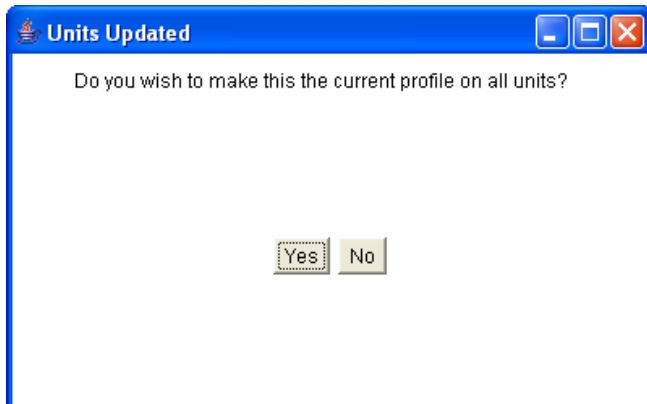 Units Updated
Do you wish to make this the current profile on all units?
Yes No